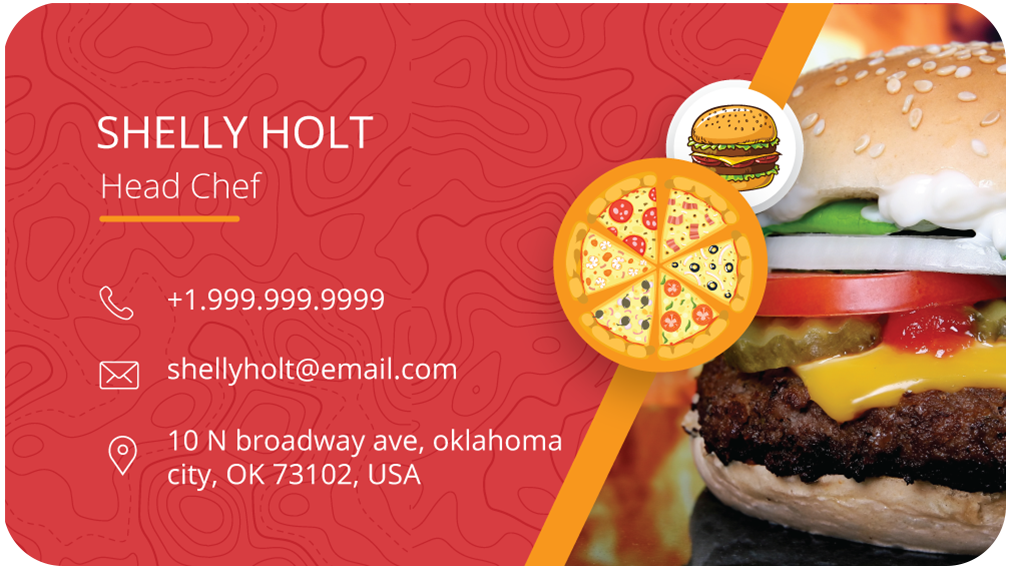 SHELLY HOLT
Head Chef
+1.999.999.9999
shellyholt@email.com
10 N broadway ave, oklahoma
city, OK 73102, USA